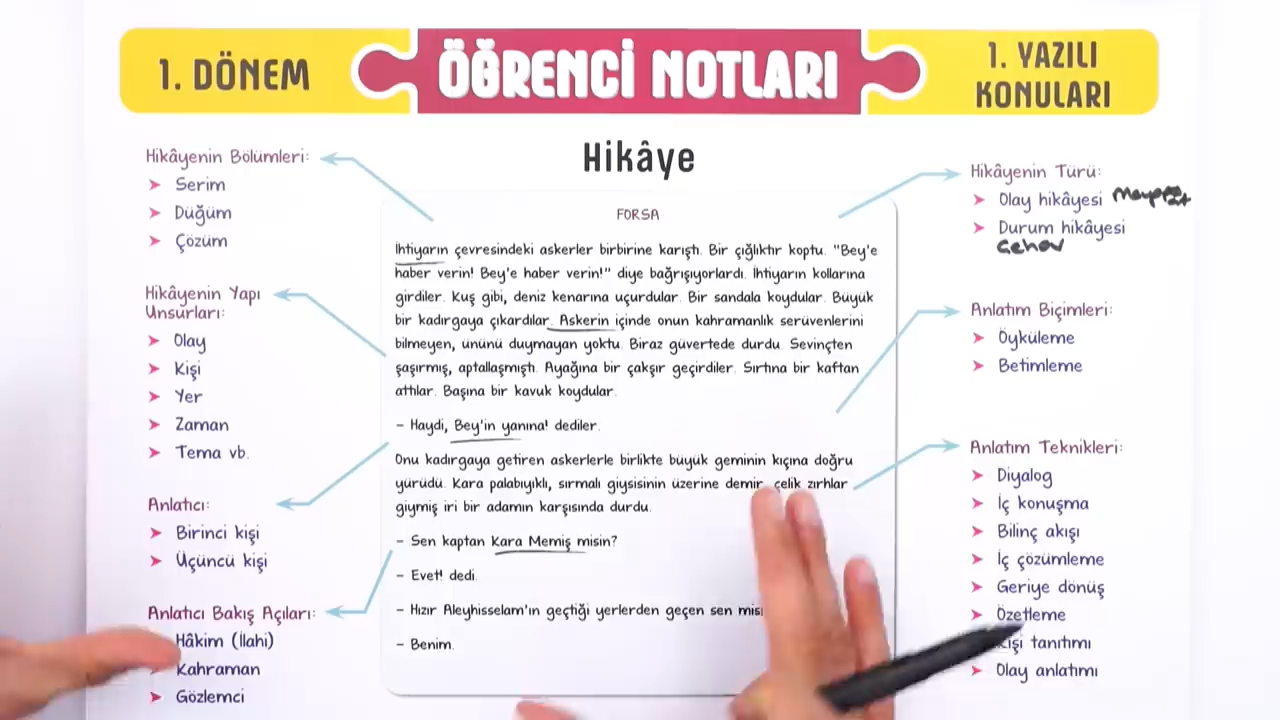 1. DÖNEM
ÖĞRENCİ NOTLARI
1. YAZILI
KONULARI
Hikâye
Hikâyenin Bölümleri:
➤ Serim
➤ Düğüm
➤ Çözüm
Hikâyenin Yapı
Unsurları:
➤ Olay
➤ Kişi
➤ Yer
➤ Zaman
➤ Tema vb.
Anlatıcı:
➤ Birinci kişi
➤ Üçüncü kişi
Anlatıcı Bakış Açıları:
Hâkim (İlahi)
Kahraman
➤ Gözlemci
FORSA
İhtiyarın çevresindeki askerler birbirine karıştı. Bir çığlıktır koptu. "Bey'e
haber verin! Bey'e haber verin!" diye bağrışıyorlardı. İhtiyarın kollarına
girdiler. Kuş gibi, deniz kenarına uçurdular. Bir sandala koydular. Büyük
bir kadırgaya çıkardılar. Askerin içinde onun kahramanlık serüvenlerini
bilmeyen, ününü duymayan yoktu. Biraz güvertede durdu. Sevinçten
şaşırmış, aptallaşmıştı. Ayağına bir çakşır geçirdiler. Sırtına bir kaftan
attılar. Başına bir kavuk koydular.
– Haydi, Bey'in yanına! dediler.
Onu kadırgaya getiren askerlerle birlikte büyük geminin kıçına doğru
yürüdü. Kara palabıyıklı, sırmalı giysisinin üzerine demir, çelik zırhlar
giymiş iri bir adamın karşısında durdu.
– Sen kaptan Kara Memiş misin?
– Evet! dedi.
– Hızır Aleyhisselam'ın geçtiği yerlerden geçen sen
– Benim.
Hikâyenin Türü:
➤ Olay hikâyesi
➤ Durum hikâyesi
Çehov
Anlatım Biçimleri:
➤ Öyküleme
➤ Betimleme
Anlatım Teknikleri:
➤ Diyalog
➤ İç konuşma
➤ Bilinç akışı
➤ İç çözümleme
➤ Geriye dönüş
➤ Özetleme
➤ Kişi tanıtımı
➤ Olay anlatımı